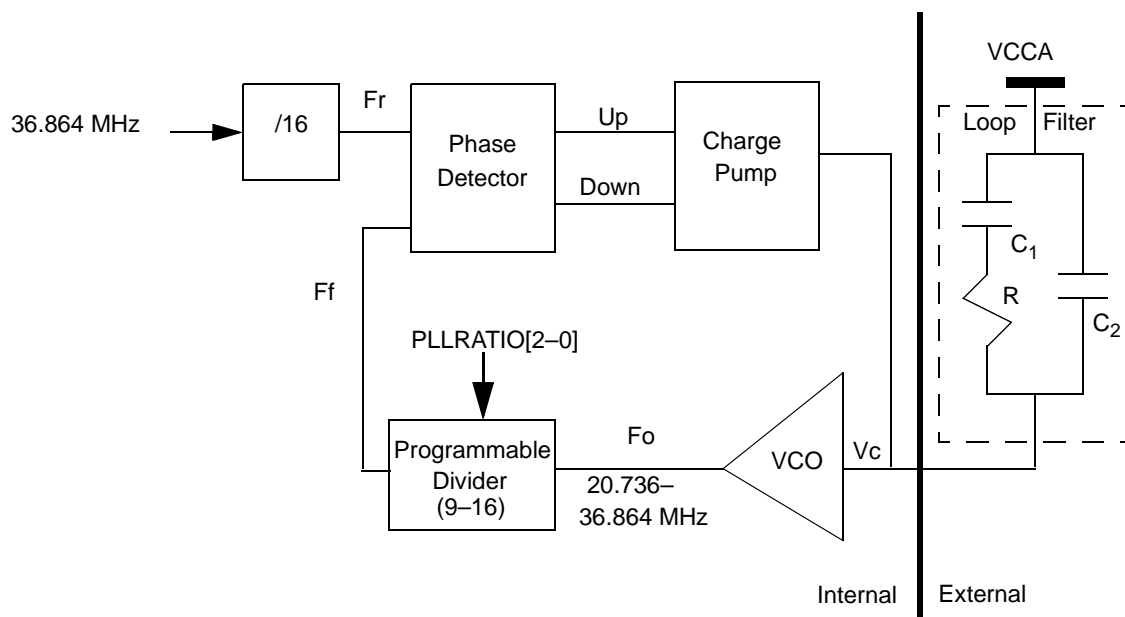 VCCA
Loop Filter
36.864 MHz
/16
Fr
Phase
Detector
Up
Down
Charge
Pump
C1
R
C2
Ff
PLLRATIO[2–0]
Programmable
Divider
(9–16)
Fo
20.736–
36.864 MHz
VCO
Vc
Internal
External